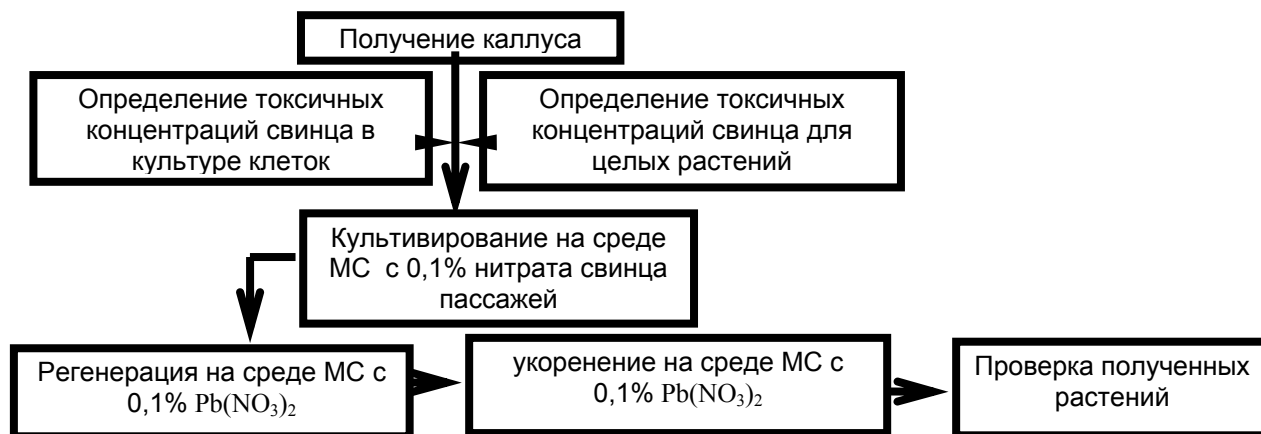 Получение каллуса
Определение токсичных
концентраций свинца в
культуре клеток
Определение токсичных
концентраций свинца для
целых растений
Культивирование на среде
МС с 0,1% нитрата свинца
пассажей
Регенерация на среде МС с
0,1% Pb(NO₃)₂
укоренение на среде МС с
0,1% Pb(NO₃)₂
Проверка полученных
растений